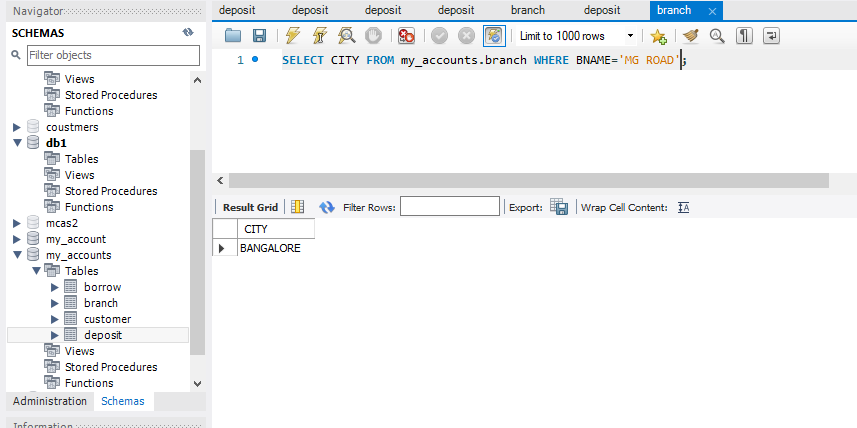 Navigator
SCHEMAS
Filter objects
Views
Stored Procedures
Functions
coustmers
db1
Tables
Views
Stored Procedures
Functions
mcas2
my_account
my_accounts
Tables
borrow
branch
customer
deposit
Views
Stored Procedures
Functions
Administration Schemas
Information
deposit deposit deposit deposit branch deposit branch
Limit to 1000 rows
1 SELECT CITY FROM my_accounts.branch WHERE BNAME='MG ROAD';
Result Grid Filter Rows: Export: Wrap Cell Content:
CITY
BANGALORE